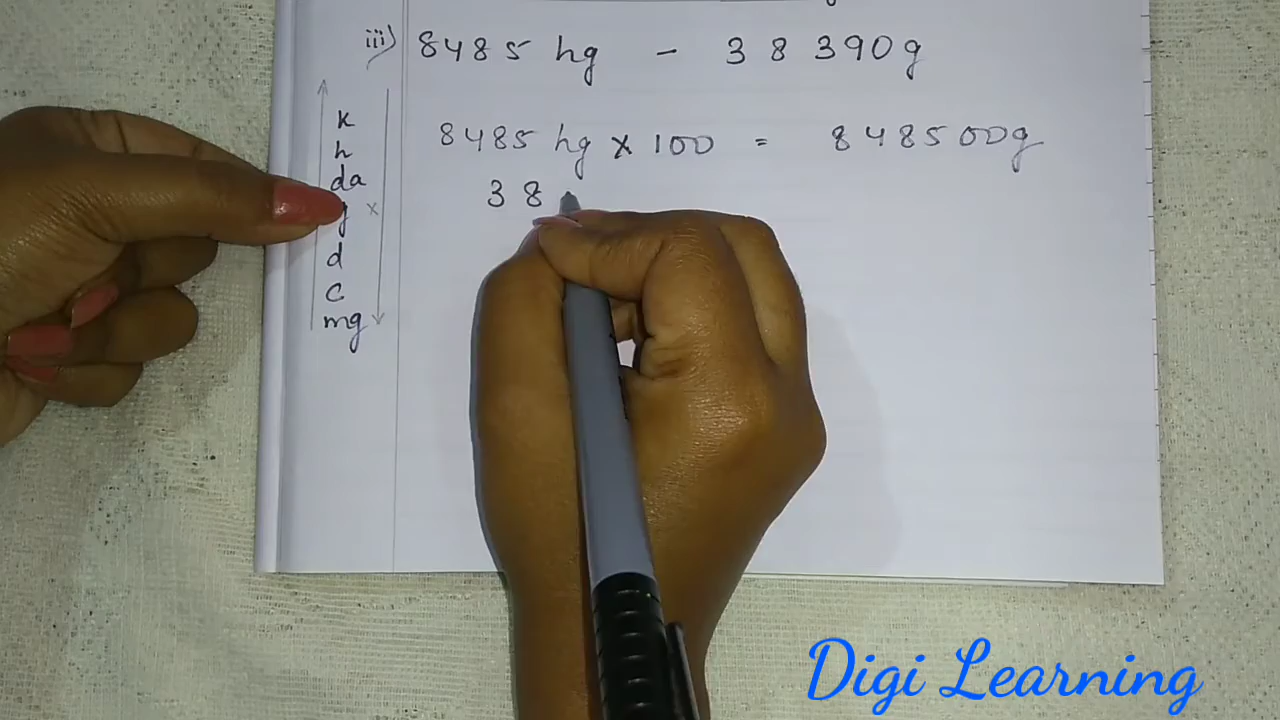 iii) 8485 hg - 38390g
k
8485 hg x 100 = 848500g
h
da
38
g x
d
c
mg
Digi Learning